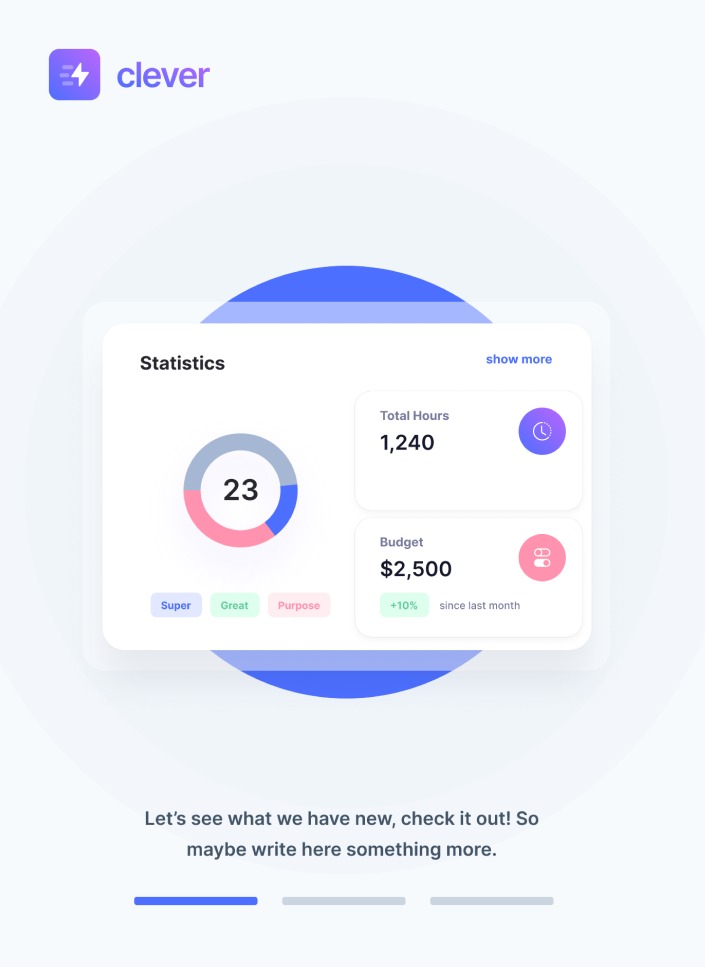 clever
Statistics
show more
Total Hours
1,240
23
Budget
$2,500
+10%
since last month
Super
Great
Purpose
Let’s see what we have new, check it out! So
maybe write here something more.